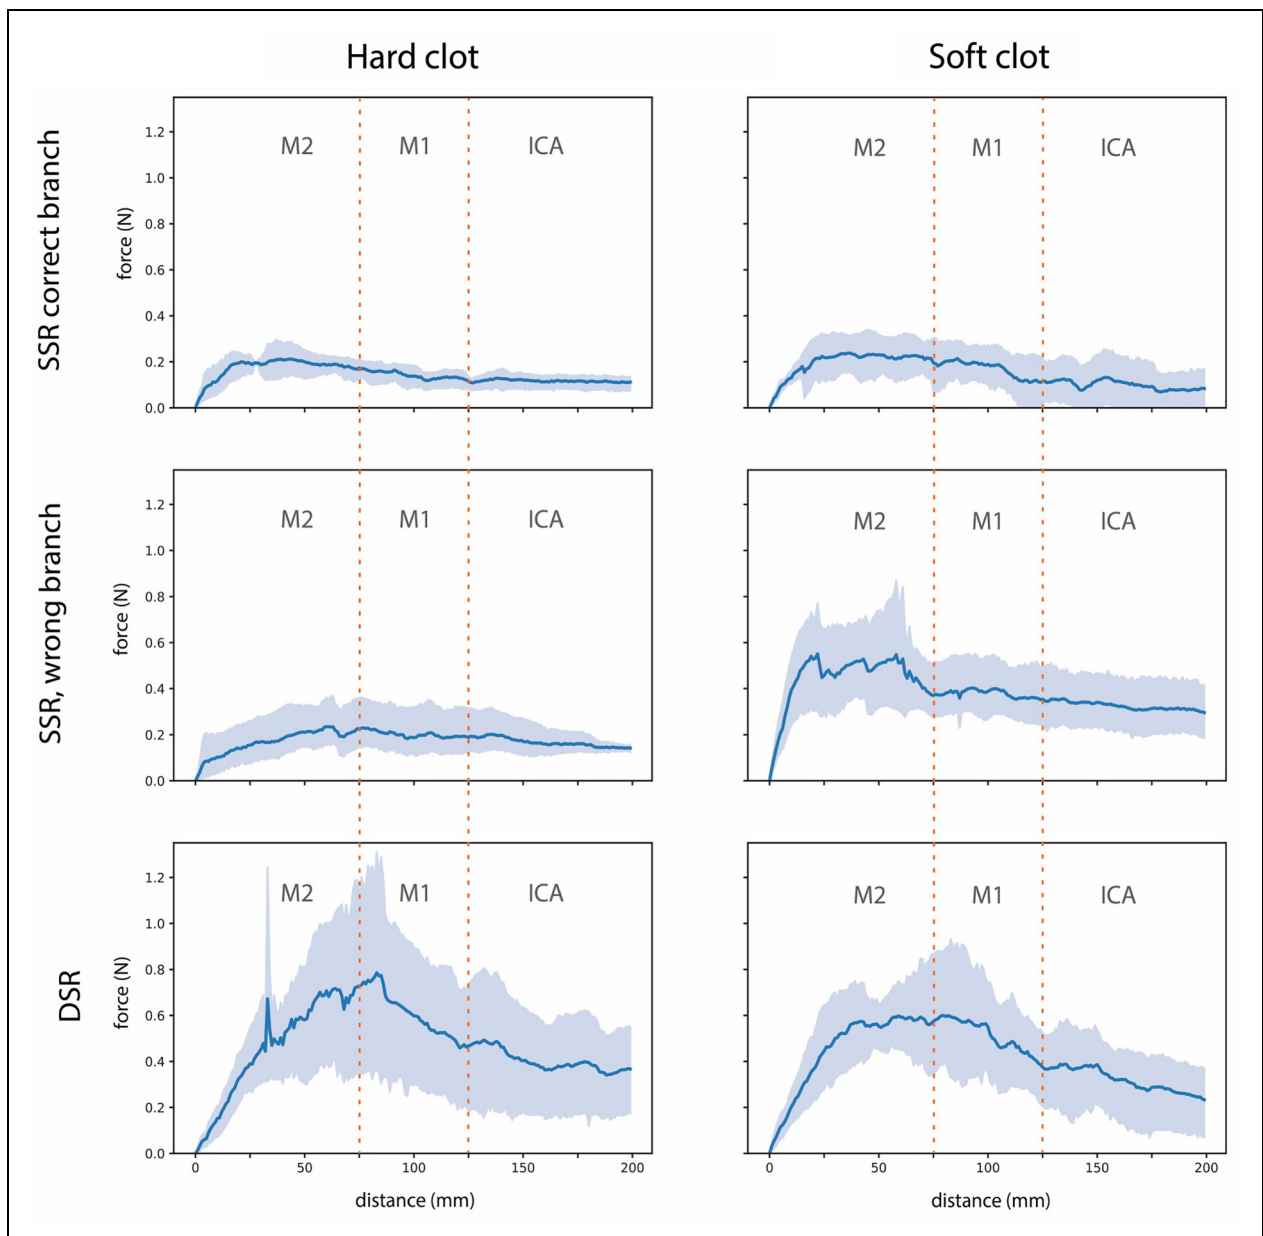 Hard clot
Soft clot
SSR correct branch
force (N)
1.2
1.0
0.8
0.6
0.4
0.2
0.0
M2 M1 ICA
M2 M1 ICA
SSR, wrong branch
force (N)
1.2
1.0
0.8
0.6
0.4
0.2
0.0
M2 M1 ICA
M2 M1 ICA
DSR
force (N)
1.2
1.0
0.8
0.6
0.4
0.2
0.0
M2 M1 ICA
M2 M1 ICA
0 50 100 150 200
distance (mm)
0 50 100 150 200
distance (mm)